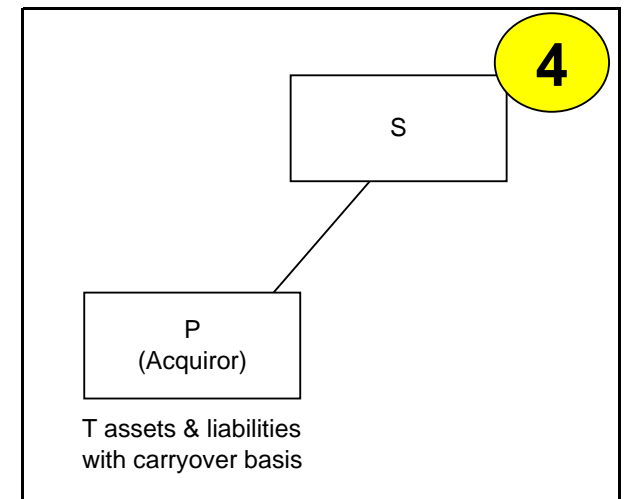 4
S
P
(Acquiror)
T assets & liabilities
with carryover basis